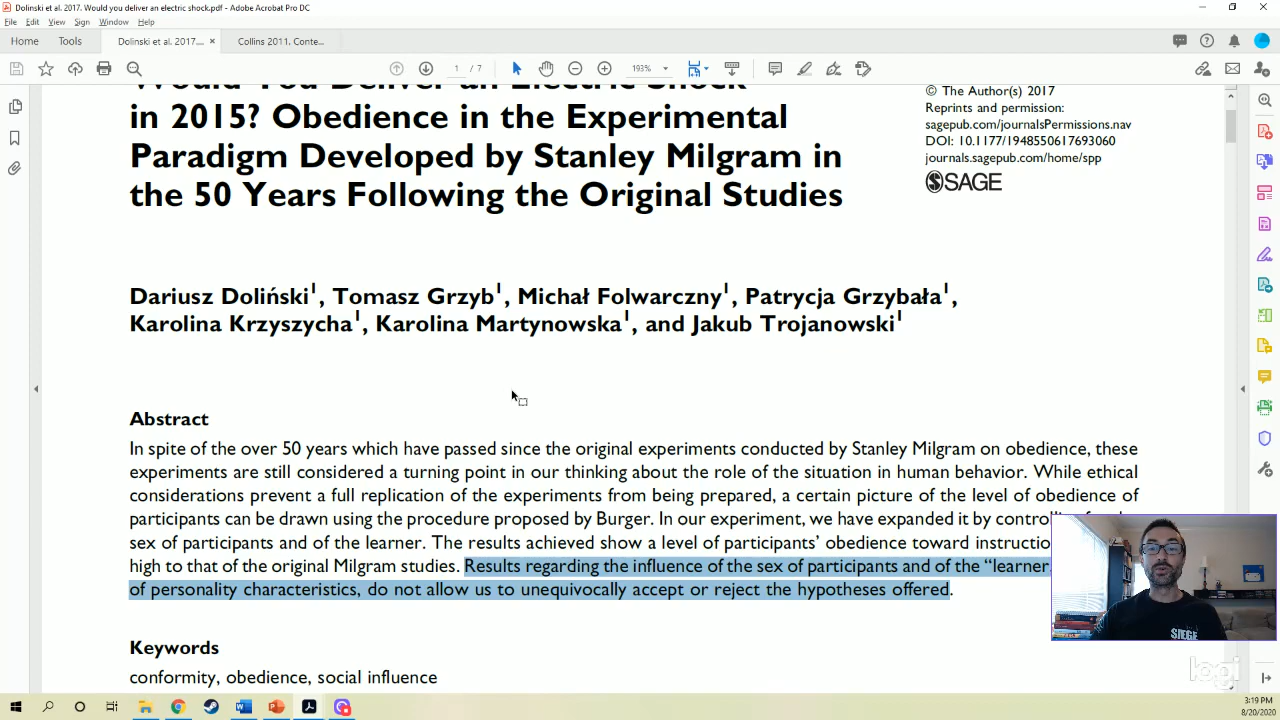 Dolinski et al. 2017. Would you deliver an electric shock.pdf - Adobe Acrobat Pro DC
File Edit View Sign Window Help
Home Tools Dolinski et al. 2017.... × Collins 2011. Conte...
1 / 7 193%
Would You Deliver an Electric Shock
in 2015? Obedience in the Experimental
Paradigm Developed by Stanley Milgram in
the 50 Years Following the Original Studies
© The Author(s) 2017
Reprints and permission:
sagepub.com/journalsPermissions.nav
DOI: 10.1177/1948550617693060
journals.sagepub.com/home/spp
SAGE
Dariusz Doliński1, Tomasz Grzyb1, Michał Folwarczny1, Patrycja Grzybała1,
Karolina Krzyszycha1, Karolina Martynowska1, and Jakub Trojanowski1
Abstract
In spite of the over 50 years which have passed since the original experiments conducted by Stanley Milgram on obedience, these
experiments are still considered a turning point in our thinking about the role of the situation in human behavior. While ethical
considerations prevent a full replication of the experiments from being prepared, a certain picture of the level of obedience of
participants can be drawn using the procedure proposed by Burger. In our experiment, we have expanded it by
sex of participants and of the learner. The results achieved show a level of participants’ obedience toward
high to that of the original Milgram studies. Results regarding the influence of the sex of participants and of the “learner,
of personality characteristics, do not allow us to unequivocally accept or reject the hypotheses offered.
Keywords
conformity, obedience, social influence
SIEGE
logi
3:19 PM
8/20/2020